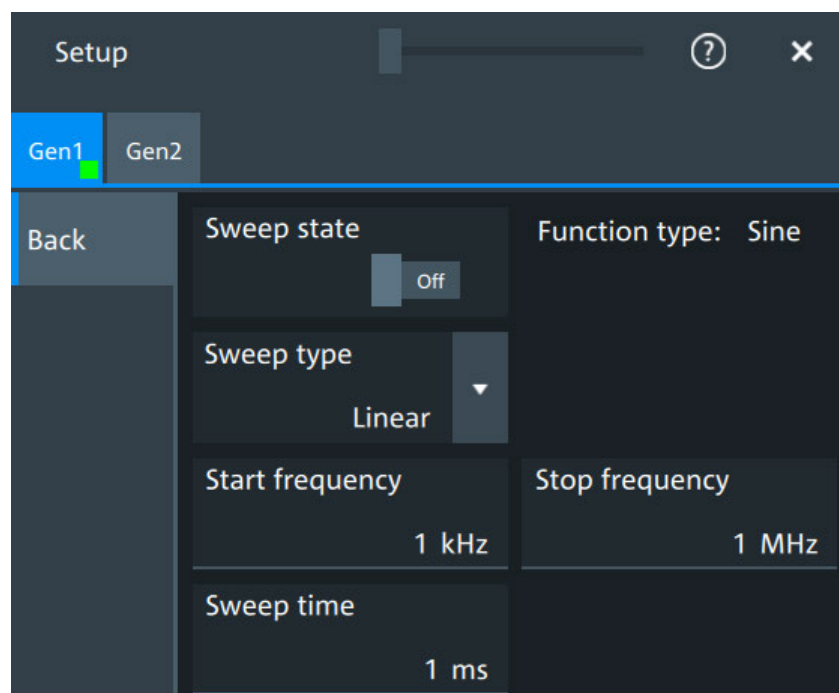 Setup
?
Gen1 Gen2
Back
Sweep state
Off
Function type: Sine
Sweep type
Linear
Start frequency
1 kHz
Stop frequency
1 MHz
Sweep time
1 ms